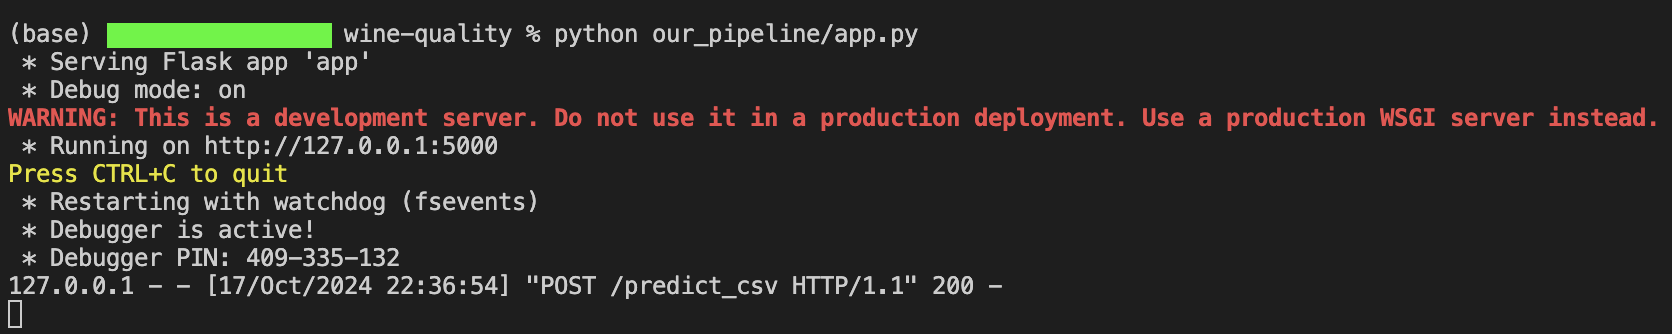 (base) wine-quality % python our_pipeline/app.py
 * Serving Flask app 'app'
 * Debug mode: on
WARNING: This is a development server. Do not use it in a production deployment. Use a production WSGI server instead.
 * Running on http://127.0.0.1:5000
Press CTRL+C to quit
 * Restarting with watchdog (fsevents)
 * Debugger is active!
 * Debugger PIN: 409-335-132
127.0.0.1 - - [17/Oct/2024 22:36:54] "POST /predict_csv HTTP/1.1" 200 -